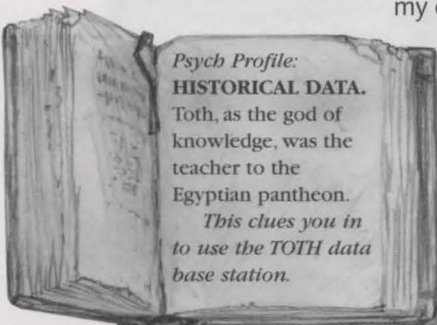 my
Psych Profile:
HISTORICAL DATA.
Toth, as the god of
knowledge, was the
teacher to the
Egyptian pantheon.
This clues you in
to use the TOTH data
base station.